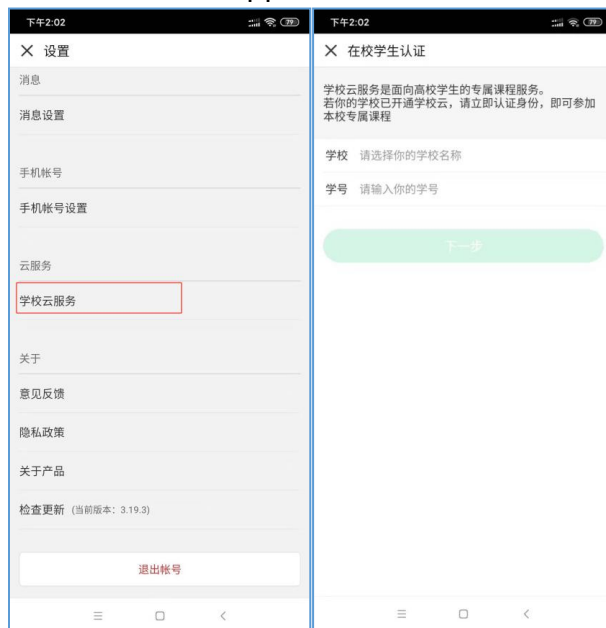 下午2:02
79
设置
消息
消息设置
手机帐号
手机帐号设置
云服务
学校云服务
关于
意见反馈
隐私政策
关于产品
检查更新 (当前版本：3.19.3)
退出帐号
下午2:02
79
在校学生认证
学校云服务是面向高校学生的专属课程服务。
若你的学校已开通学校云，请立即认证身份，即可参加
本校专属课程
学校 请选择你的学校名称
学号 请输入你的学号
下一步